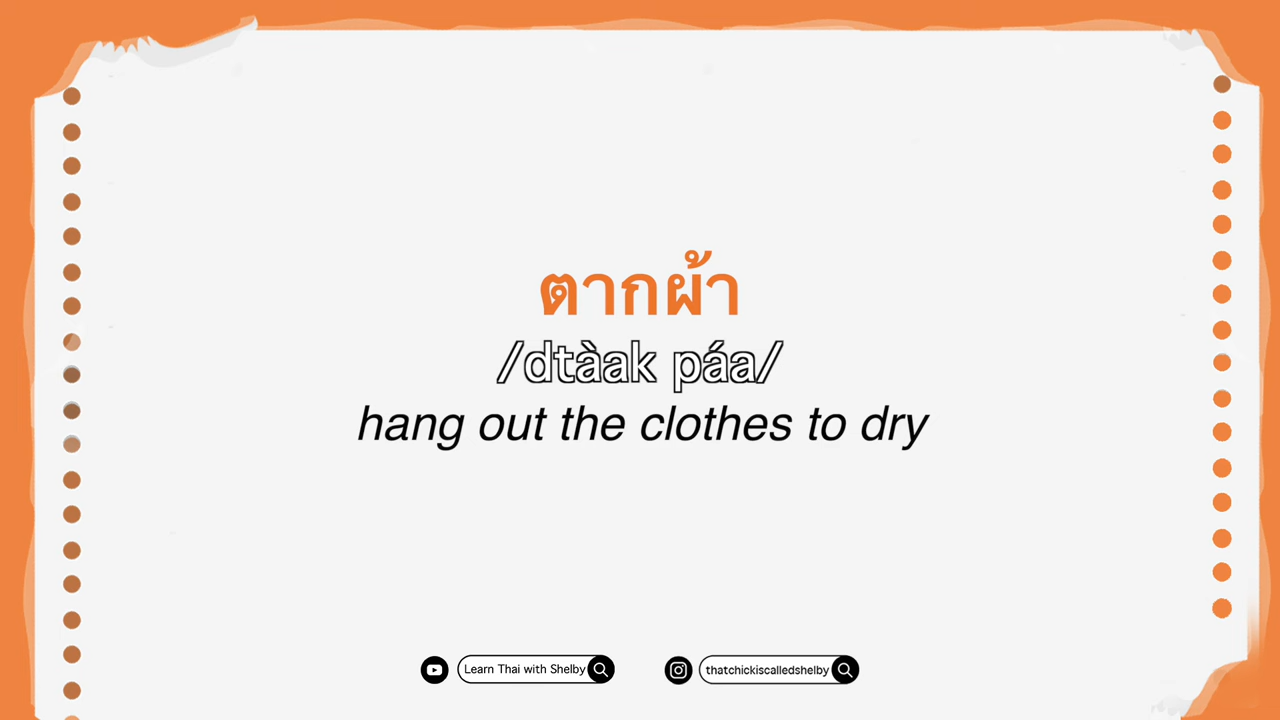 ตากผ้า
/dtàak páa/
hang out the clothes to dry
Learn Thai with Shelby
thatchickiscalledshelby